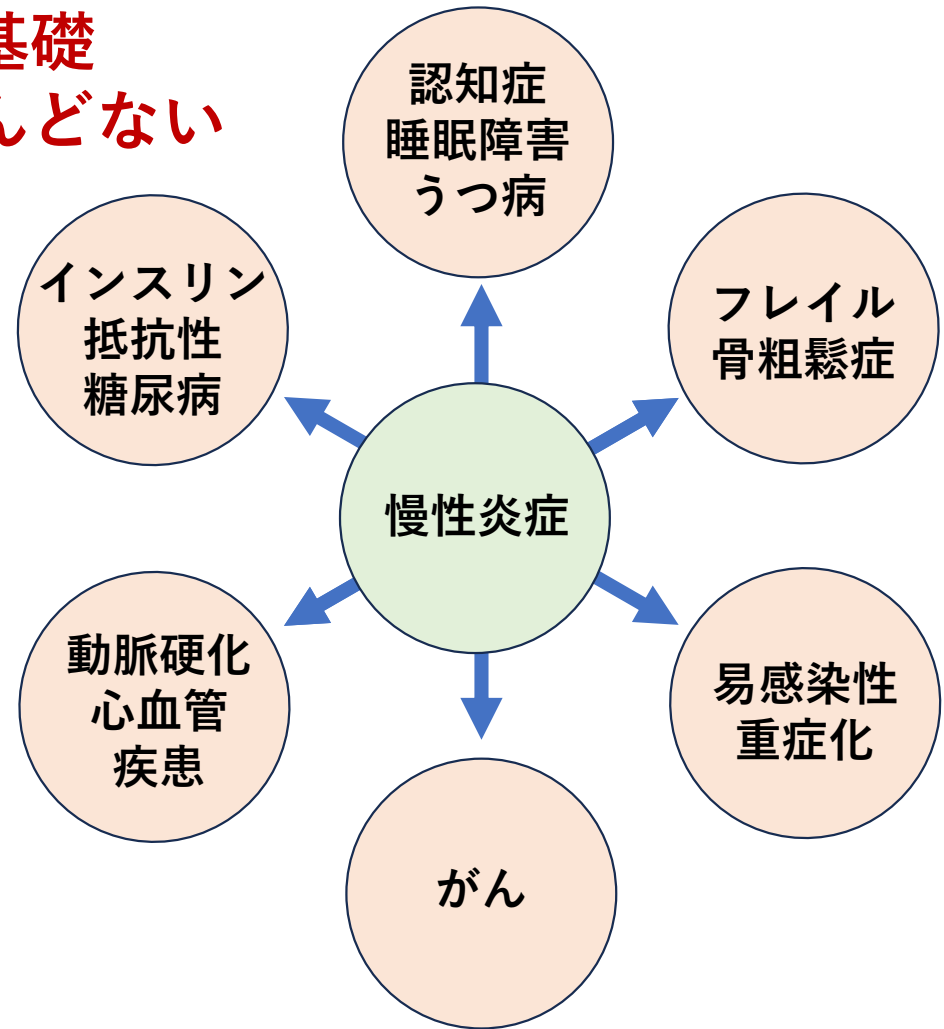 基礎
んどない
認知症
睡眠障害
うつ病
インスリン
抵抗性
糖尿病
フレイル
骨粗鬆症
慢性炎症
動脈硬化
心血管
疾患
易感染性
重症化
がん